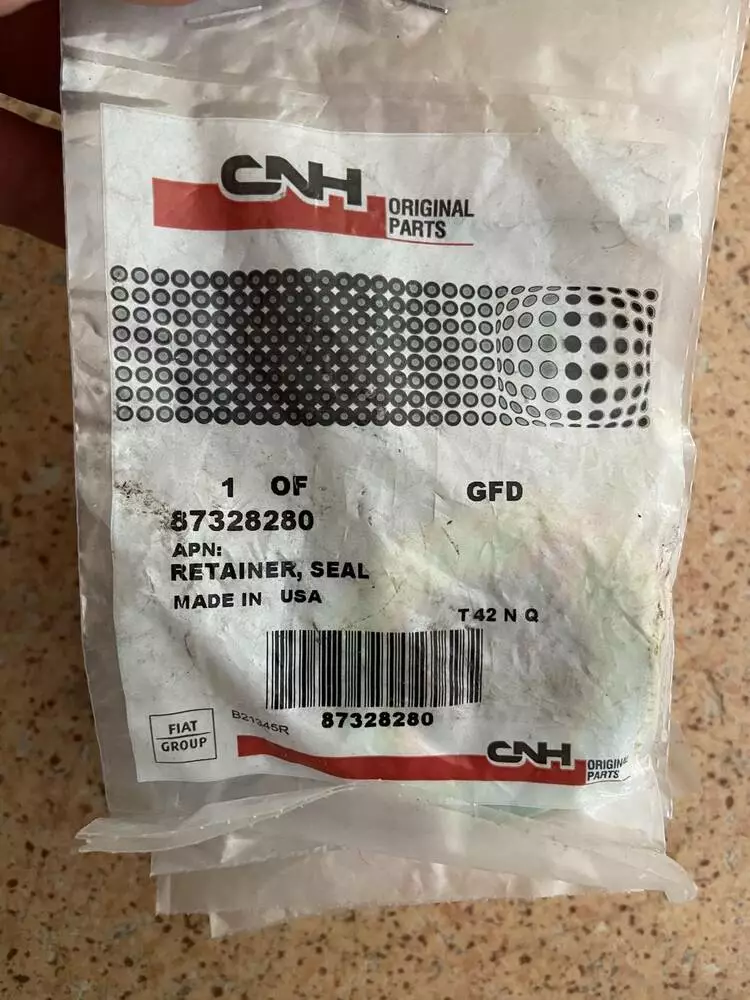 CNH
ORIGINAL
PARTS
1 OF
GFD
87328280
APN:
RETAINER, SEAL
MADE IN USA
T 42 N Q
87328280
B21345R
FIAT
GROUP
CNH
ORIGINAL
PARTS